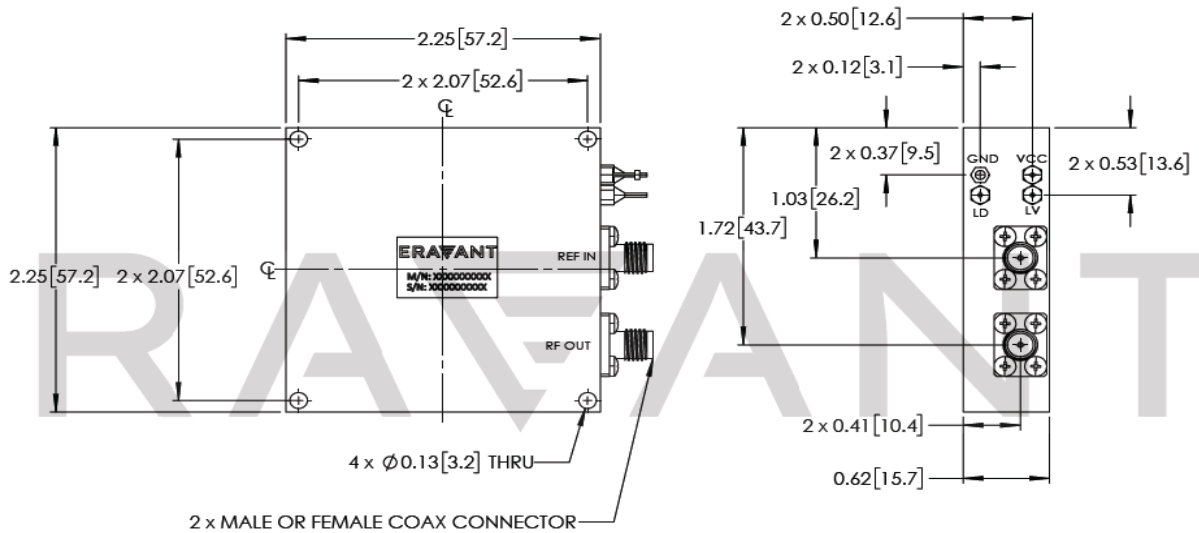 2.25[57.2]
2 x 2.07[52.6]
2.25[57.2]
2 x 2.07[52.6]
ERAVANT
M/N: XXXXXXXXXX
S/N: XXXXXXXXXX
REF IN
RF OUT
4 x Ø0.13[3.2] THRU
2 x MALE OR FEMALE COAX CONNECTOR
2 x 0.50[12.6]
2 x 0.12[3.1]
2 x 0.37[9.5]
1.03[26.2]
1.72[43.7]
GND VCC
LD LV
2 x 0.53[13.6]
2 x 0.41[10.4]
0.62[15.7]
RAVANT